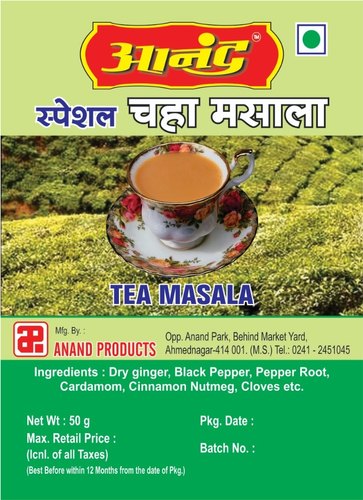 आनंद TM
स्पेशल चहा मसाला
TEA MASALA
Mfg. By :
ANAND PRODUCTS
Opp. Anand Park, Behind Market Yard,
Ahmednagar-414 001. (M.S.) Tel.: 0241 - 2451045
Ingredients : Dry ginger, Black Pepper, Pepper Root,
Cardamom, Cinnamon Nutmeg, Cloves etc.
Net Wt : 50 g
Max. Retail Price :
(Icnl. of all Taxes)
(Best Before within 12 Months from the date of Pkg.)
Pkg. Date :
Batch No. :